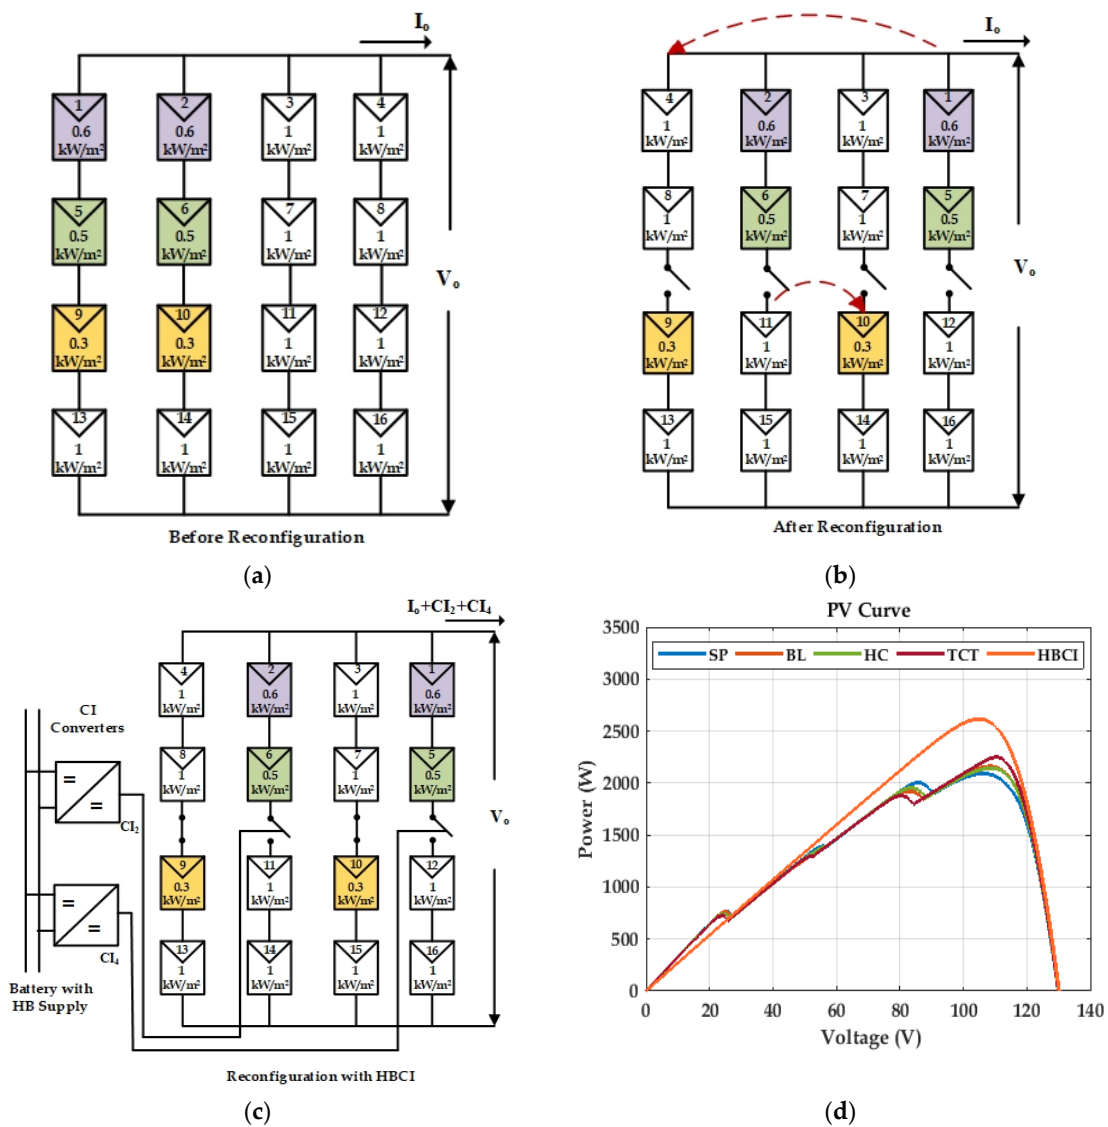 Iₒ
1 2 3 4
0.6 0.6 1 1
kW/m² kW/m² kW/m² kW/m²
5 6 7 8
0.5 0.5 1 1
kW/m² kW/m² kW/m² kW/m²
Vₒ
9 10 11 12
0.3 0.3 1 1
kW/m² kW/m² kW/m² kW/m²
13 14 15 16
1 1 1 1
kW/m² kW/m² kW/m² kW/m²
Before Reconfiguration
(a)
Iₒ
4 2 3 1
1 0.6 1 0.6
kW/m² kW/m² kW/m² kW/m²
8 6 7 5
1 0.5 1 0.5
kW/m² kW/m² kW/m² kW/m²
Vₒ
9 11 10 12
0.3 1 0.3 1
kW/m² kW/m² kW/m² kW/m²
13 15 14 16
1 1 1 1
kW/m² kW/m² kW/m² kW/m²
After Reconfiguration
(b)
Iₒ+CI₂+CI₄
4 2 3 1
1 0.6 1 0.6
kW/m² kW/m² kW/m² kW/m²
CI
Converters
8 6 7 5
1 0.5 1 0.5
kW/m² kW/m² kW/m² kW/m²
= =
CI₂
Vₒ
9 11 10 12
0.3 1 0.3 1
kW/m² kW/m² kW/m² kW/m²
= =
CI₄
13 14 15 16
1 1 1 1
kW/m² kW/m² kW/m² kW/m²
Battery with
HB Supply
Reconfiguration with HBCI
(c)
PV Curve
SP BL HC TCT HBCI
3500
3000
2500
2000
1500
1000
500
0
Power (W)
0 20 40 60 80 100 120 140
Voltage (V)
(d)